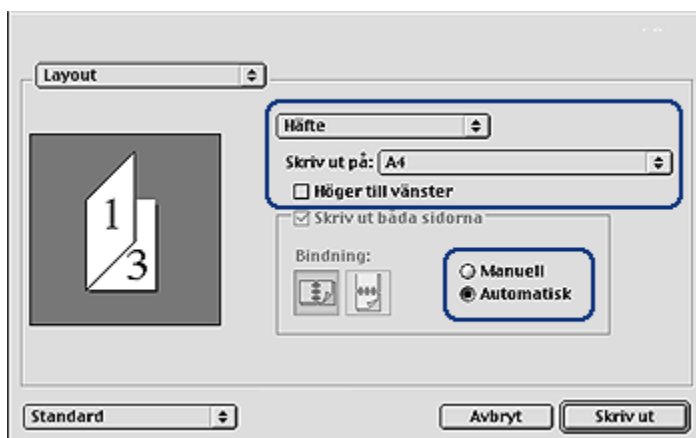 Layout
Häfte
Skriv ut på: A4
Höger till vänster
Skriv ut båda sidorna
1
3
Bindning:
Manuell
Automatisk
Standard
Avbryt
Skriv ut